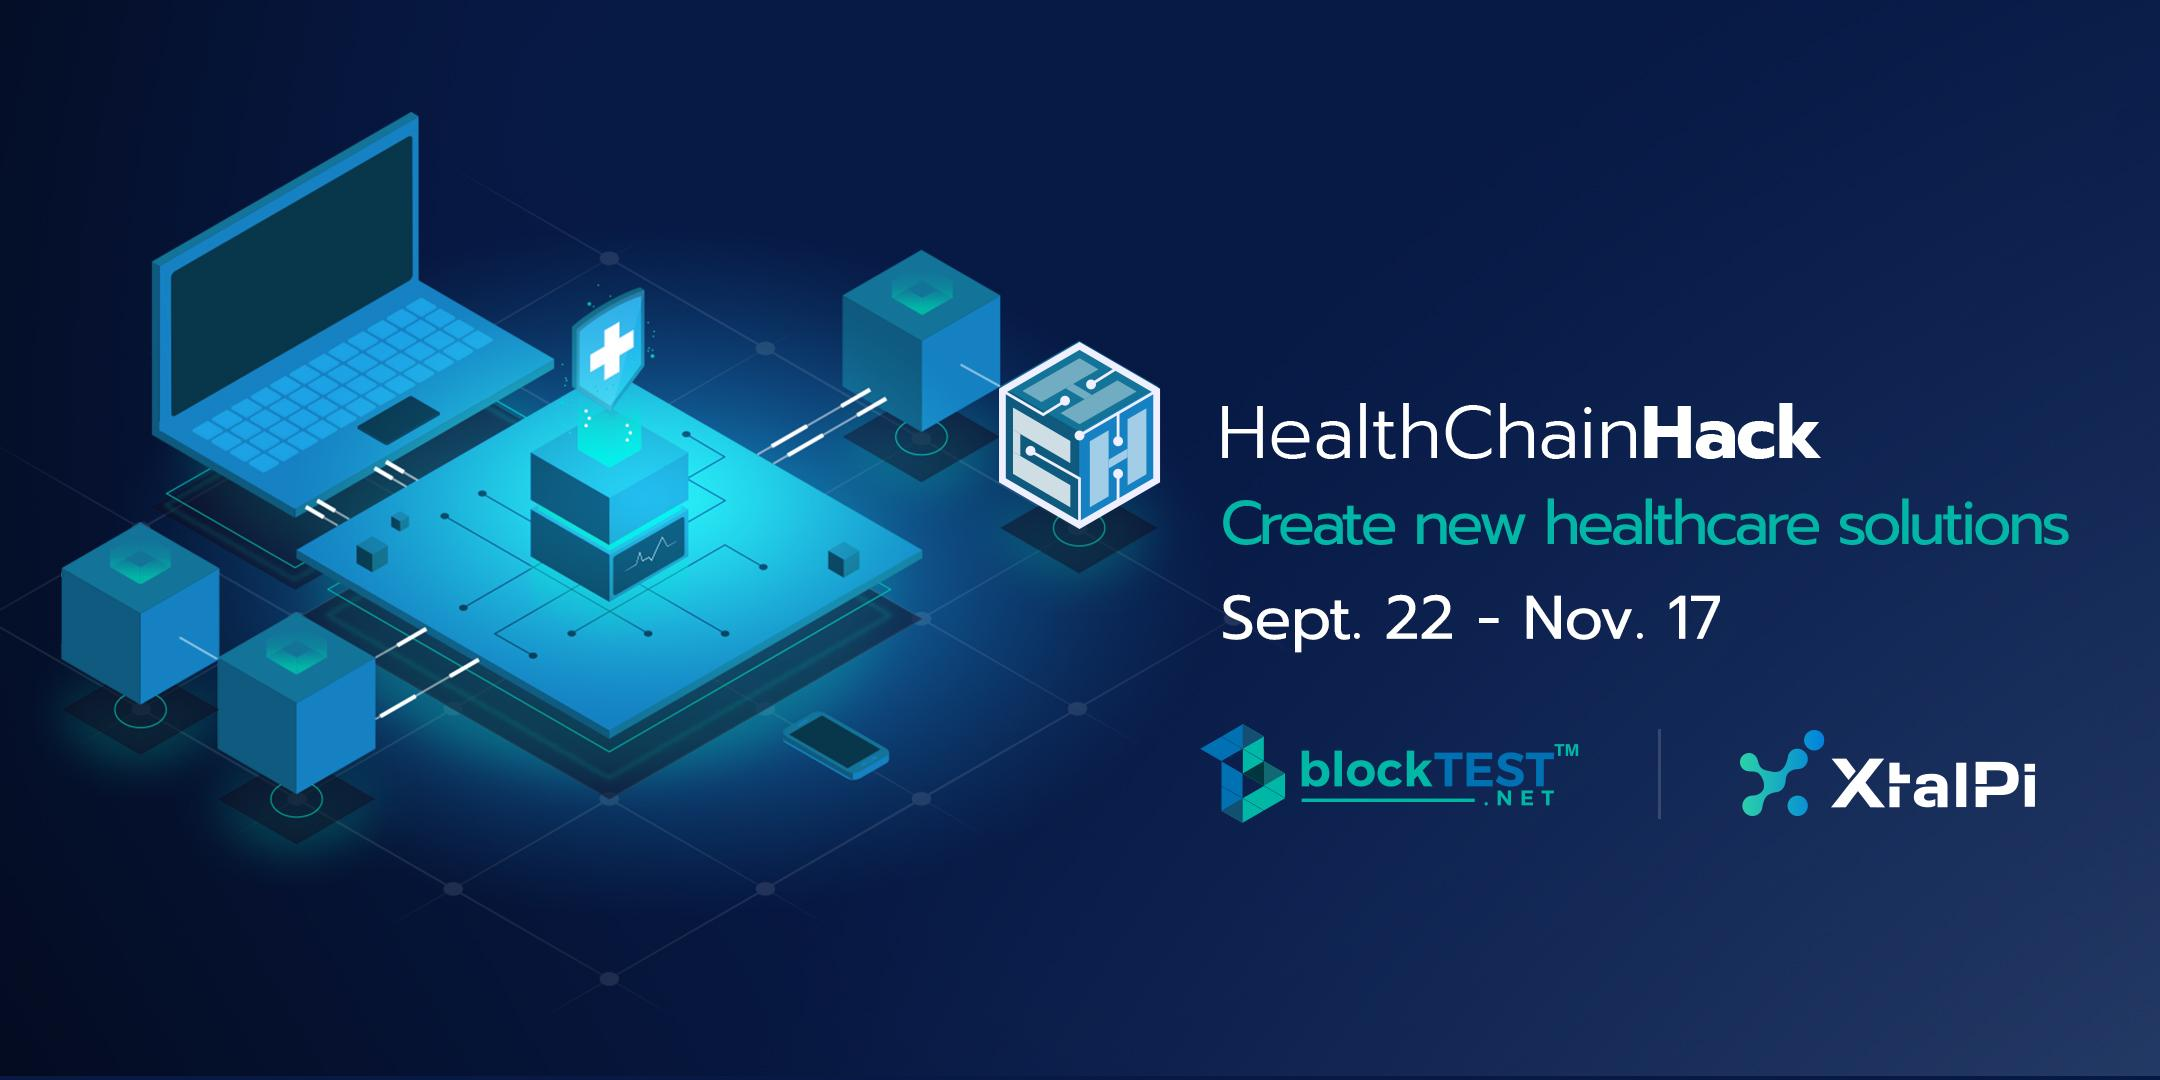 HealthChainHack
Create new healthcare solutions
Sept. 22 - Nov. 17
blockTEST™
.NET
XtalPi